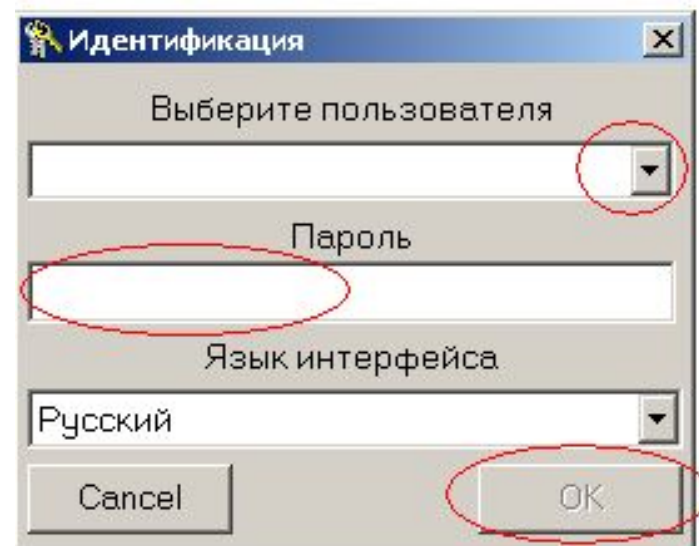 Идентификация
Выберите пользователя
Пароль
Язык интерфейса
Русский
Cancel OK